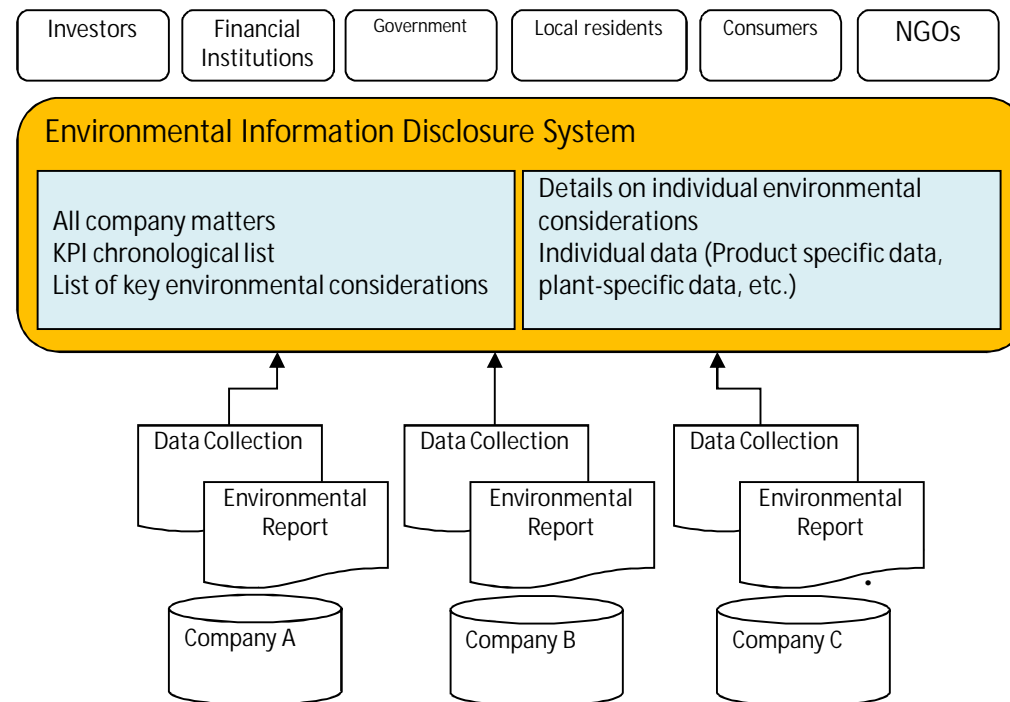 Investors
Financial
Institutions
Government
Local residents
Consumers
NGOs
Environmental Information Disclosure System
All company matters
KPI chronological list
List of key environmental considerations
Details on individual environmental
considerations
Individual data (Product specific data,
plant-specific data, etc.)
Data Collection
Environmental
Report
Data Collection
Environmental
Report
Data Collection
Environmental
Report
Company A
Company B
Company C